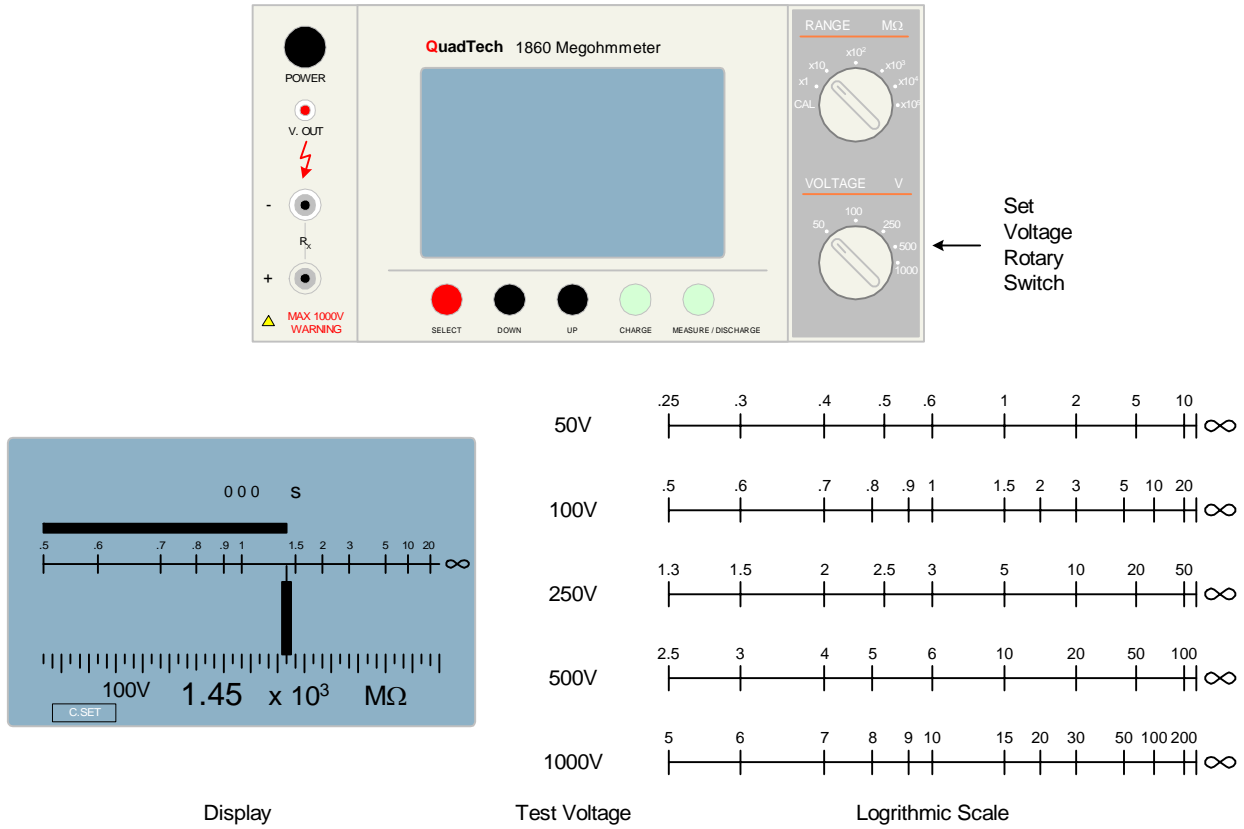 QuadTech 1860 Megohmmeter
POWER
V. OUT
-
RX
+
MAX 1000V
WARNING
SELECT
DOWN
UP
CHARGE
MEASURE / DISCHARGE
RANGE MΩ
CAL
x1
x10
x10²
x10³
x10⁴
x10⁵
VOLTAGE V
50
100
250
500
1000
Set
Voltage
Rotary
Switch
000 S
.5 .6 .7 .8 .9 1 1.5 2 3 5 10 20 ∞
100V 1.45 x 10³ MΩ
C.SET
Display
50V
.25 .3 .4 .5 .6 1 2 5 10 ∞
100V
.5 .6 .7 .8 .9 1 1.5 2 3 5 10 20 ∞
250V
1.3 1.5 2 2.5 3 5 10 20 50 ∞
500V
2.5 3 4 5 6 10 20 50 100 ∞
1000V
5 6 7 8 9 10 15 20 30 50 100 200 ∞
Test Voltage
Logrithmic Scale